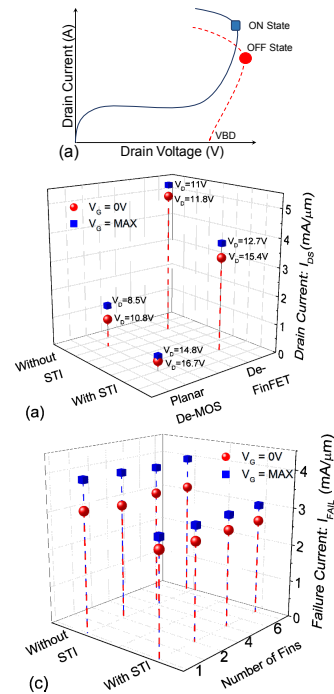 Drain Current (A)
ON State
OFF State
VBD
Drain Voltage (V)
(a)
V_G = 0V
V_G = MAX
V_D=11V
V_D=11.8V
V_D=12.7V
V_D=15.4V
V_D=8.5V
V_D=10.8V
V_D=14.8V
V_D=16.7V
5
4
3
2
1
0
Drain Current: I_DS (mA/μm)
Without
STI
With STI
Planar
De-MOS
De-
FinFET
(a)
V_G = 0V
V_G = MAX
4
3
2
1
0
Failure Current: I_FAIL (mA/μm)
Without
STI
With STI
1
2
4
6
Number of Fins
(c)